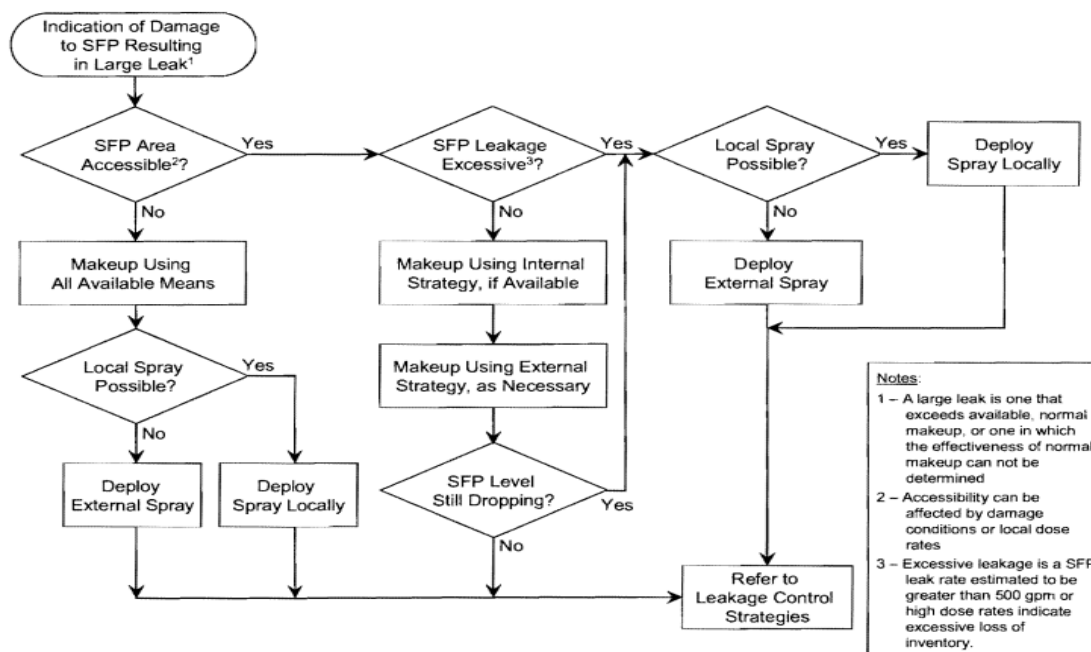 Indication of Damage
to SFP Resulting
in Large Leak¹
SFP Area
Accessible²?
Yes
No
SFP Leakage
Excessive³?
Yes
No
Local Spray
Possible?
Yes
No
Deploy
Spray Locally
Makeup Using
All Available Means
Makeup Using Internal
Strategy, if Available
Deploy
External Spray
Local Spray
Possible?
Yes
No
Makeup Using External
Strategy, as Necessary
Deploy
External Spray
Deploy
Spray Locally
SFP Level
Still Dropping?
Yes
No
Refer to
Leakage Control
Strategies
Notes:
1 – A large leak is one that
exceeds available, normal
makeup, or one in which
the effectiveness of normal
makeup can not be
determined
2 – Accessibility can be
affected by damage
conditions or local dose
rates
3 – Excessive leakage is a SFP
leak rate estimated to be
greater than 500 gpm or
high dose rates indicate
excessive loss of
inventory.